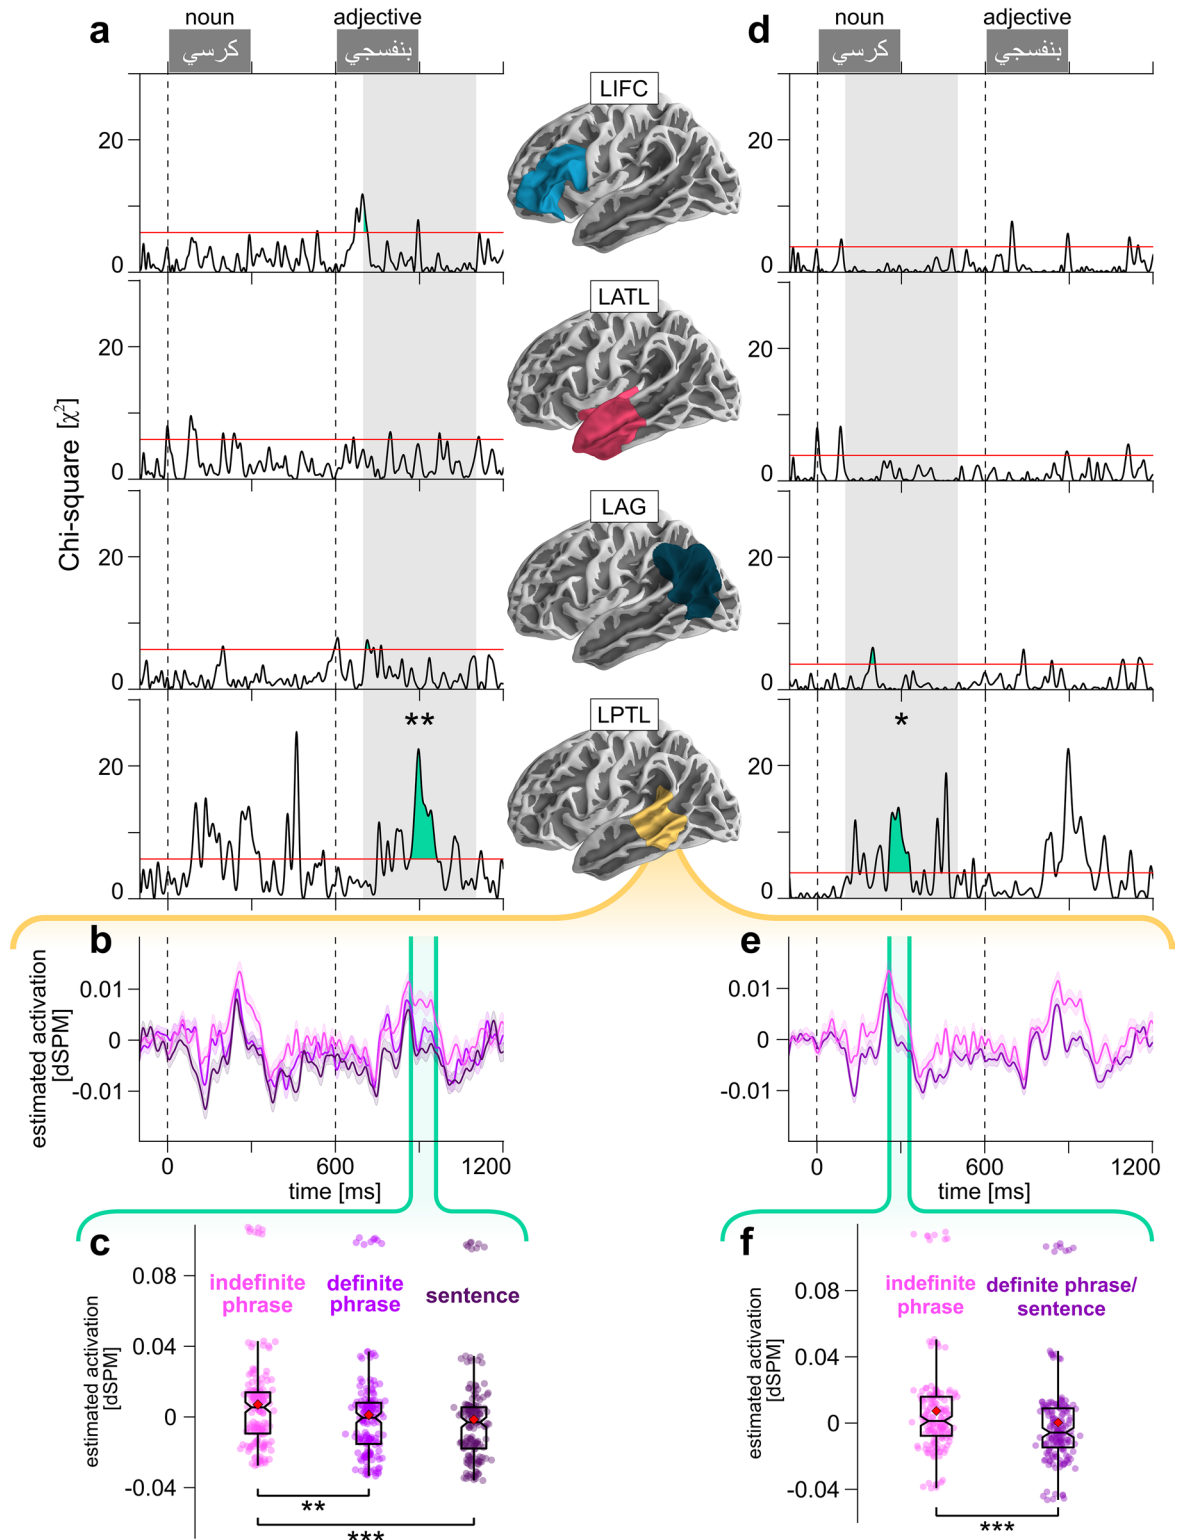 a
noun
adjective
كرسي
بنفسجي
d
noun
adjective
كرسي
بنفسجي
Chi-square [χ²]
LIFC
20
0
20
0
LATL
20
0
20
0
LAG
20
0
20
0
LPTL
**
20
0
*
20
0
b
estimated activation
[dSPM]
0.01
0
-0.01
0
600
1200
time [ms]
e
estimated activation
[dSPM]
0.01
0
-0.01
0
600
1200
time [ms]
c
estimated activation
[dSPM]
0.08
0.04
0
-0.04
indefinite
phrase
definite
phrase
sentence
**
***
f
estimated activation
[dSPM]
0.08
0.04
0
-0.04
indefinite
phrase
definite phrase/
sentence
***